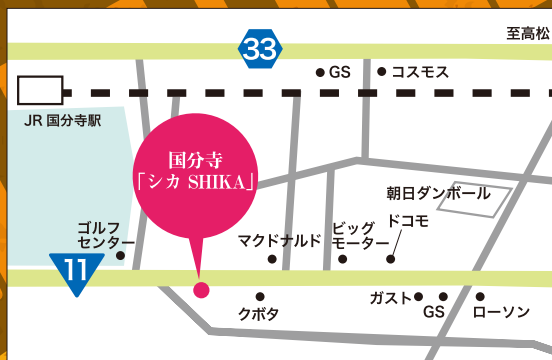 至高松
33
GS
コスモス
JR国分寺駅
国分寺
「シカ SHIKA」
朝日ダンボール
ゴルフ
センター
マクドナルド
ビッグ
モーター
ドコモ
11
クボタ
ガスト
GS
ローソン